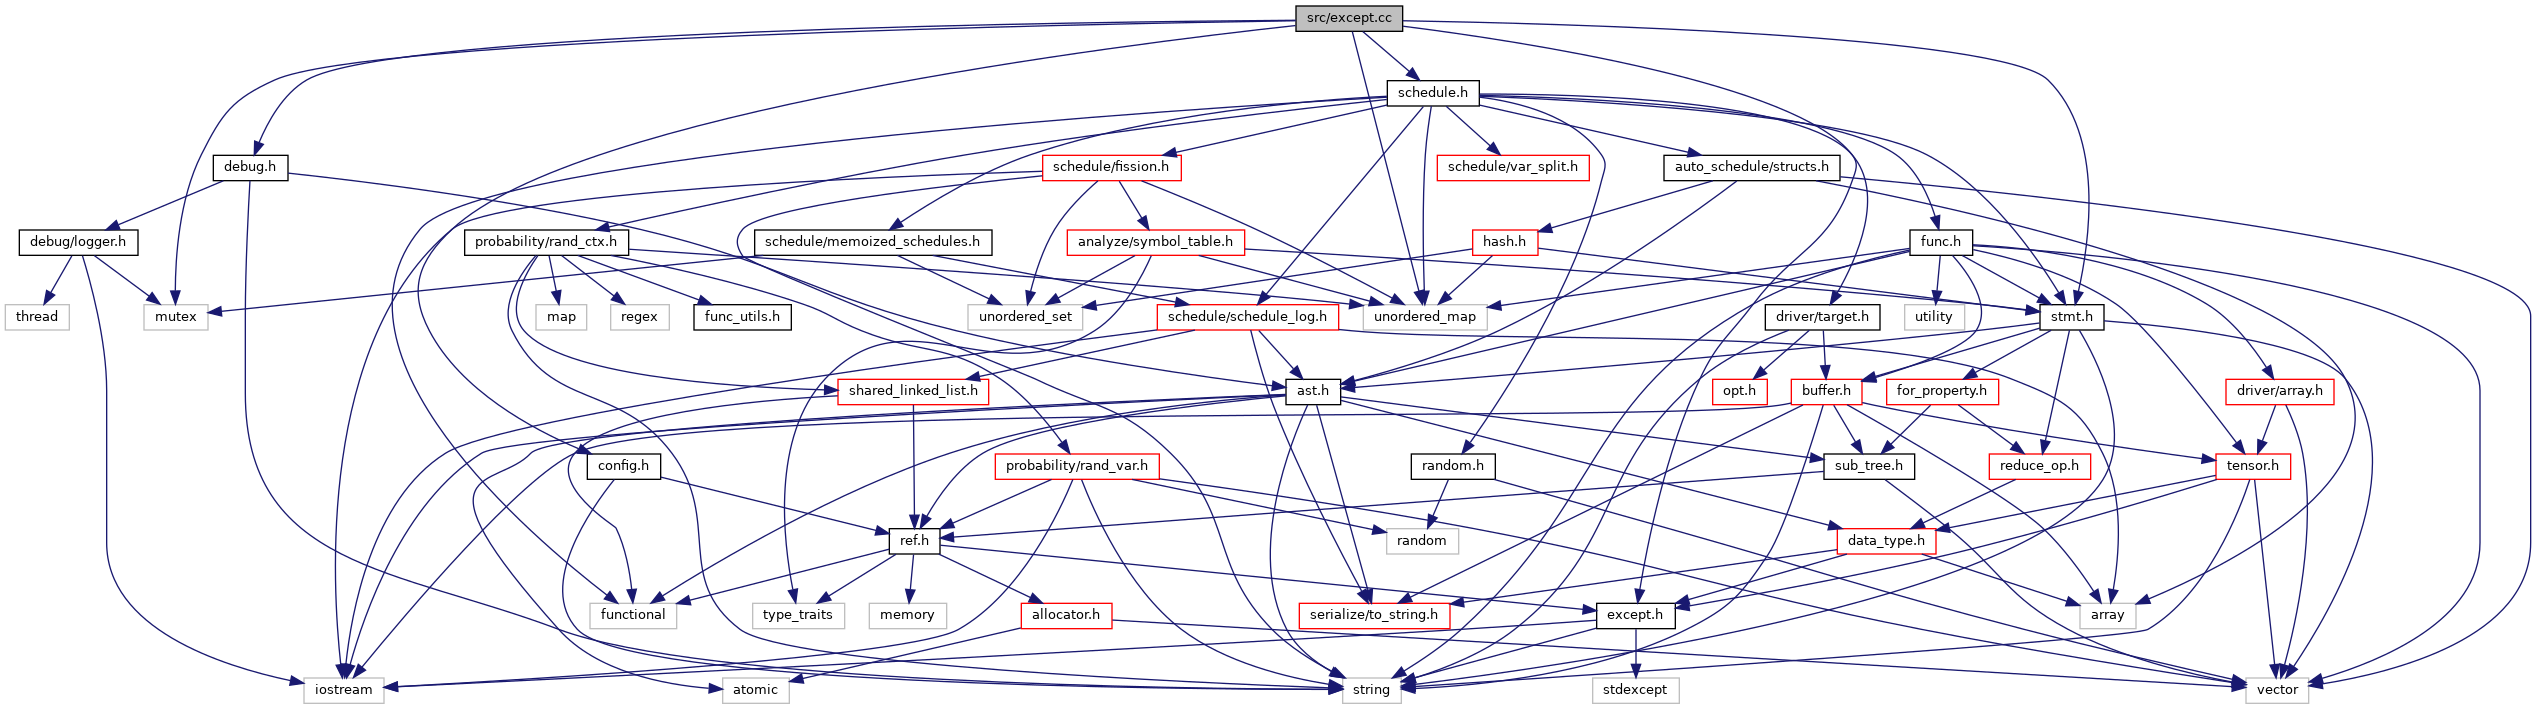 src/except.cc
schedule.h
debug.h
schedule/fission.h
schedule/var_split.h
auto_schedule/structs.h
debug/logger.h
probability/rand_ctx.h
schedule/memoized_schedules.h
analyze/symbol_table.h
hash.h
func.h
thread
mutex
map
regex
func_utils.h
unordered_set
schedule/schedule_log.h
unordered_map
driver/target.h
utility
stmt.h
shared_linked_list.h
ast.h
opt.h
buffer.h
for_property.h
driver/array.h
config.h
probability/rand_var.h
random.h
sub_tree.h
reduce_op.h
tensor.h
ref.h
random
data_type.h
functional
type_traits
memory
allocator.h
serialize/to_string.h
except.h
array
iostream
atomic
string
stdexcept
vector